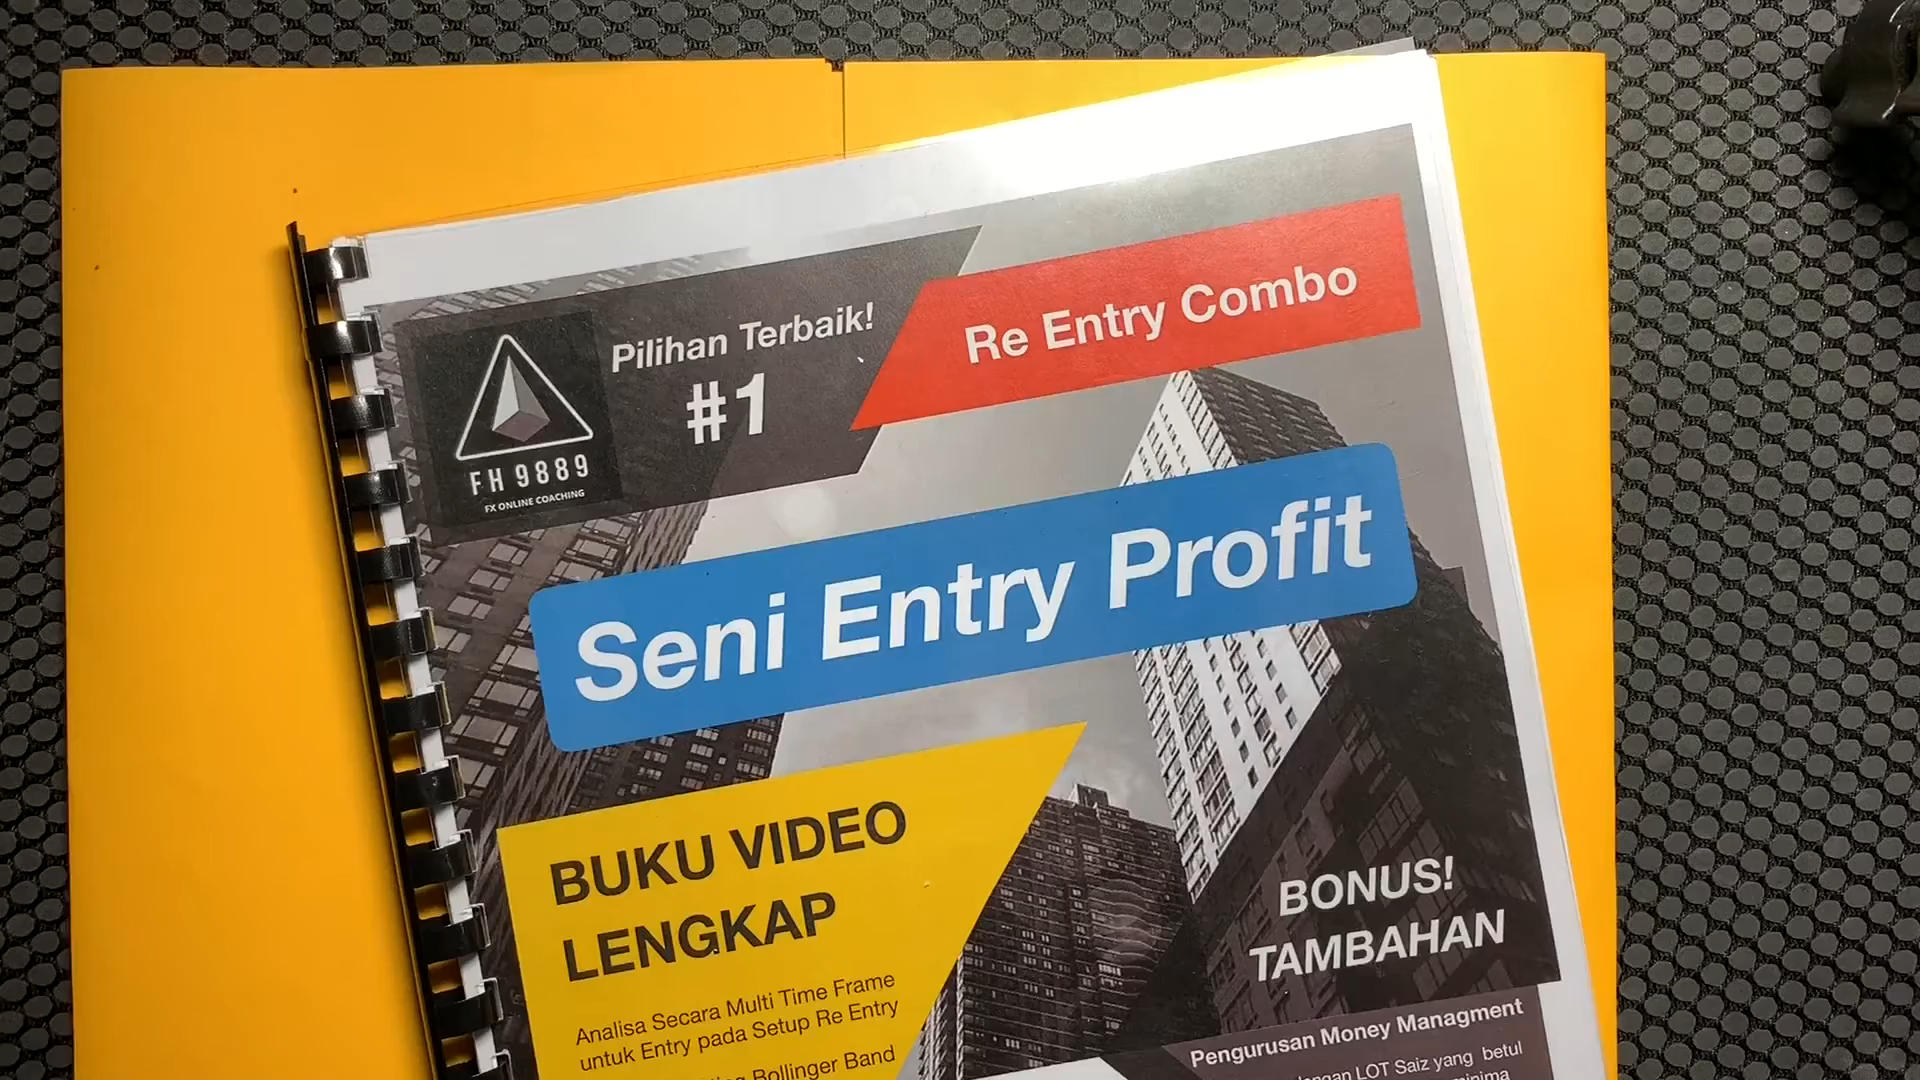 Pilihan Terbaik!
#1
Re Entry Combo
FH 9889
FX ONLINE COACHING
Seni Entry Profit
BUKU VIDEO
LENGKAP
Analisa Secara Multi Time Frame
untuk Entry pada Setup Re Entry
Bollinger Band
BONUS!
TAMBAHAN
Pengurusan Money Managment
LOT Saiz yang betul